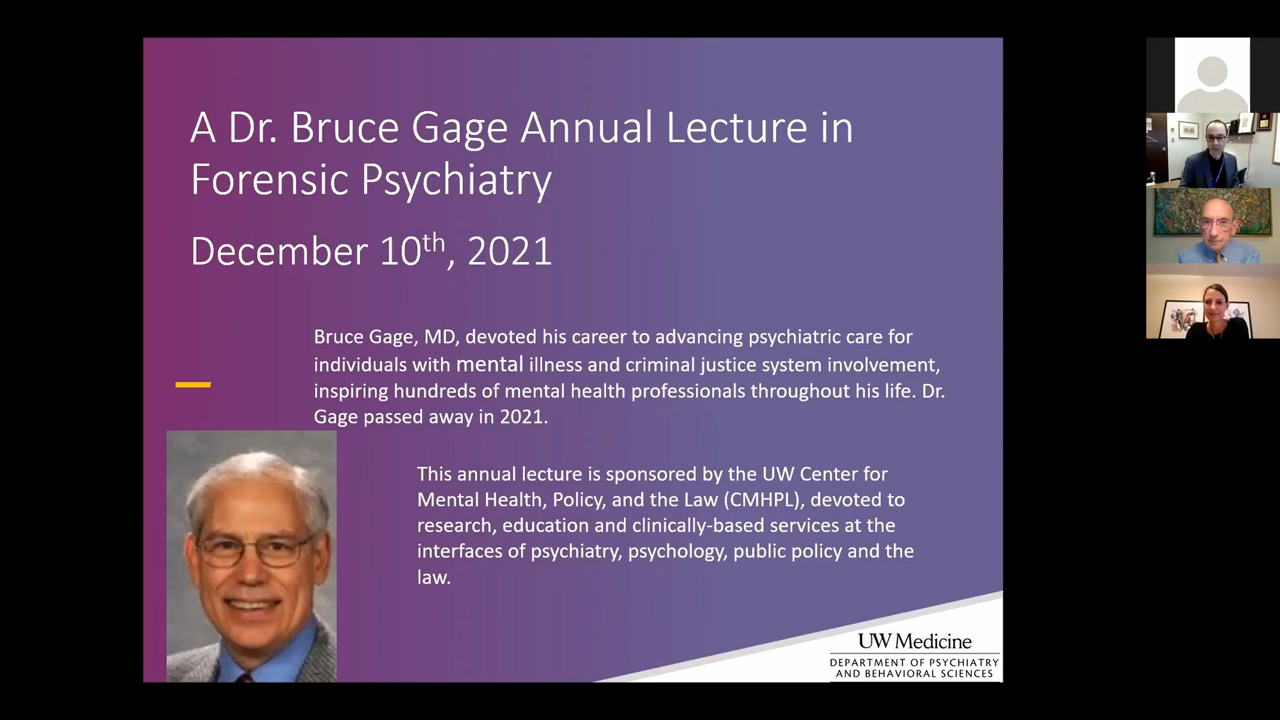 A Dr. Bruce Gage Annual Lecture in
Forensic Psychiatry
December 10th, 2021
Bruce Gage, MD, devoted his career to advancing psychiatric care for
individuals with mental illness and criminal justice system involvement,
inspiring hundreds of mental health professionals throughout his life. Dr.
Gage passed away in 2021.
This annual lecture is sponsored by the UW Center for
Mental Health, Policy, and the Law (CMHPL), devoted to
research, education and clinically-based services at the
interfaces of psychiatry, psychology, public policy and the
law.
UW Medicine
DEPARTMENT OF PSYCHIATRY
AND BEHAVIORAL SCIENCES